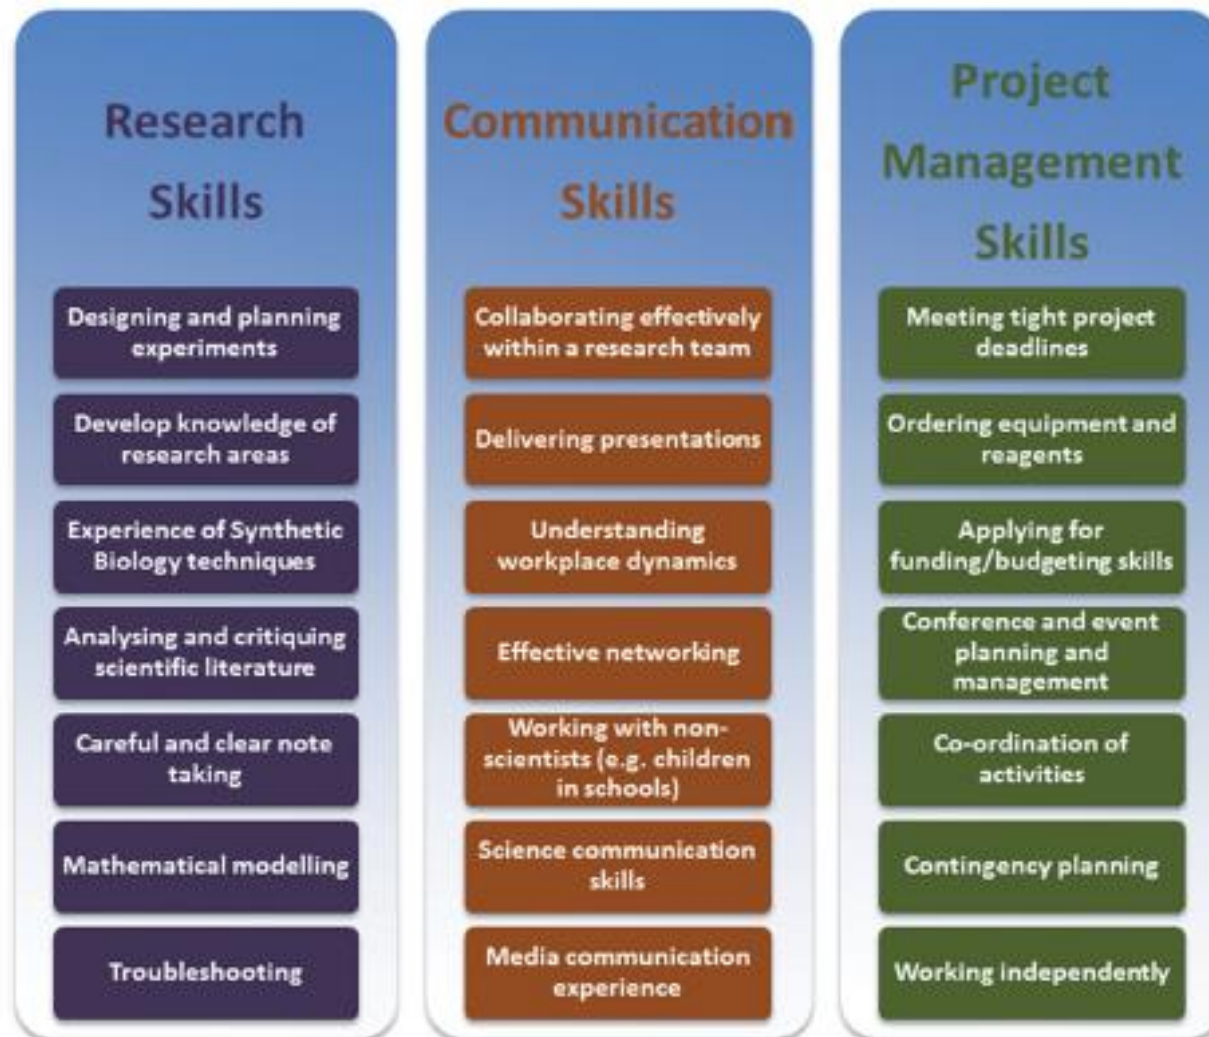 Research
Skills
Designing and planning
experiments
Develop knowledge of
research areas
Experience of Synthetic
Biology techniques
Analysing and critiquing
scientific literature
Careful and clear note
taking
Mathematical modelling
Troubleshooting
Communication
Skills
Collaborating effectively
within a research team
Delivering presentations
Understanding
workplace dynamics
Effective networking
Working with non-
scientists (e.g. children
in schools)
Science communication
skills
Media communication
experience
Project
Management
Skills
Meeting tight project
deadlines
Ordering equipment and
reagents
Applying for
funding/budgeting skills
Conference and event
planning and
management
Co-ordination of
activities
Contingency planning
Working independently